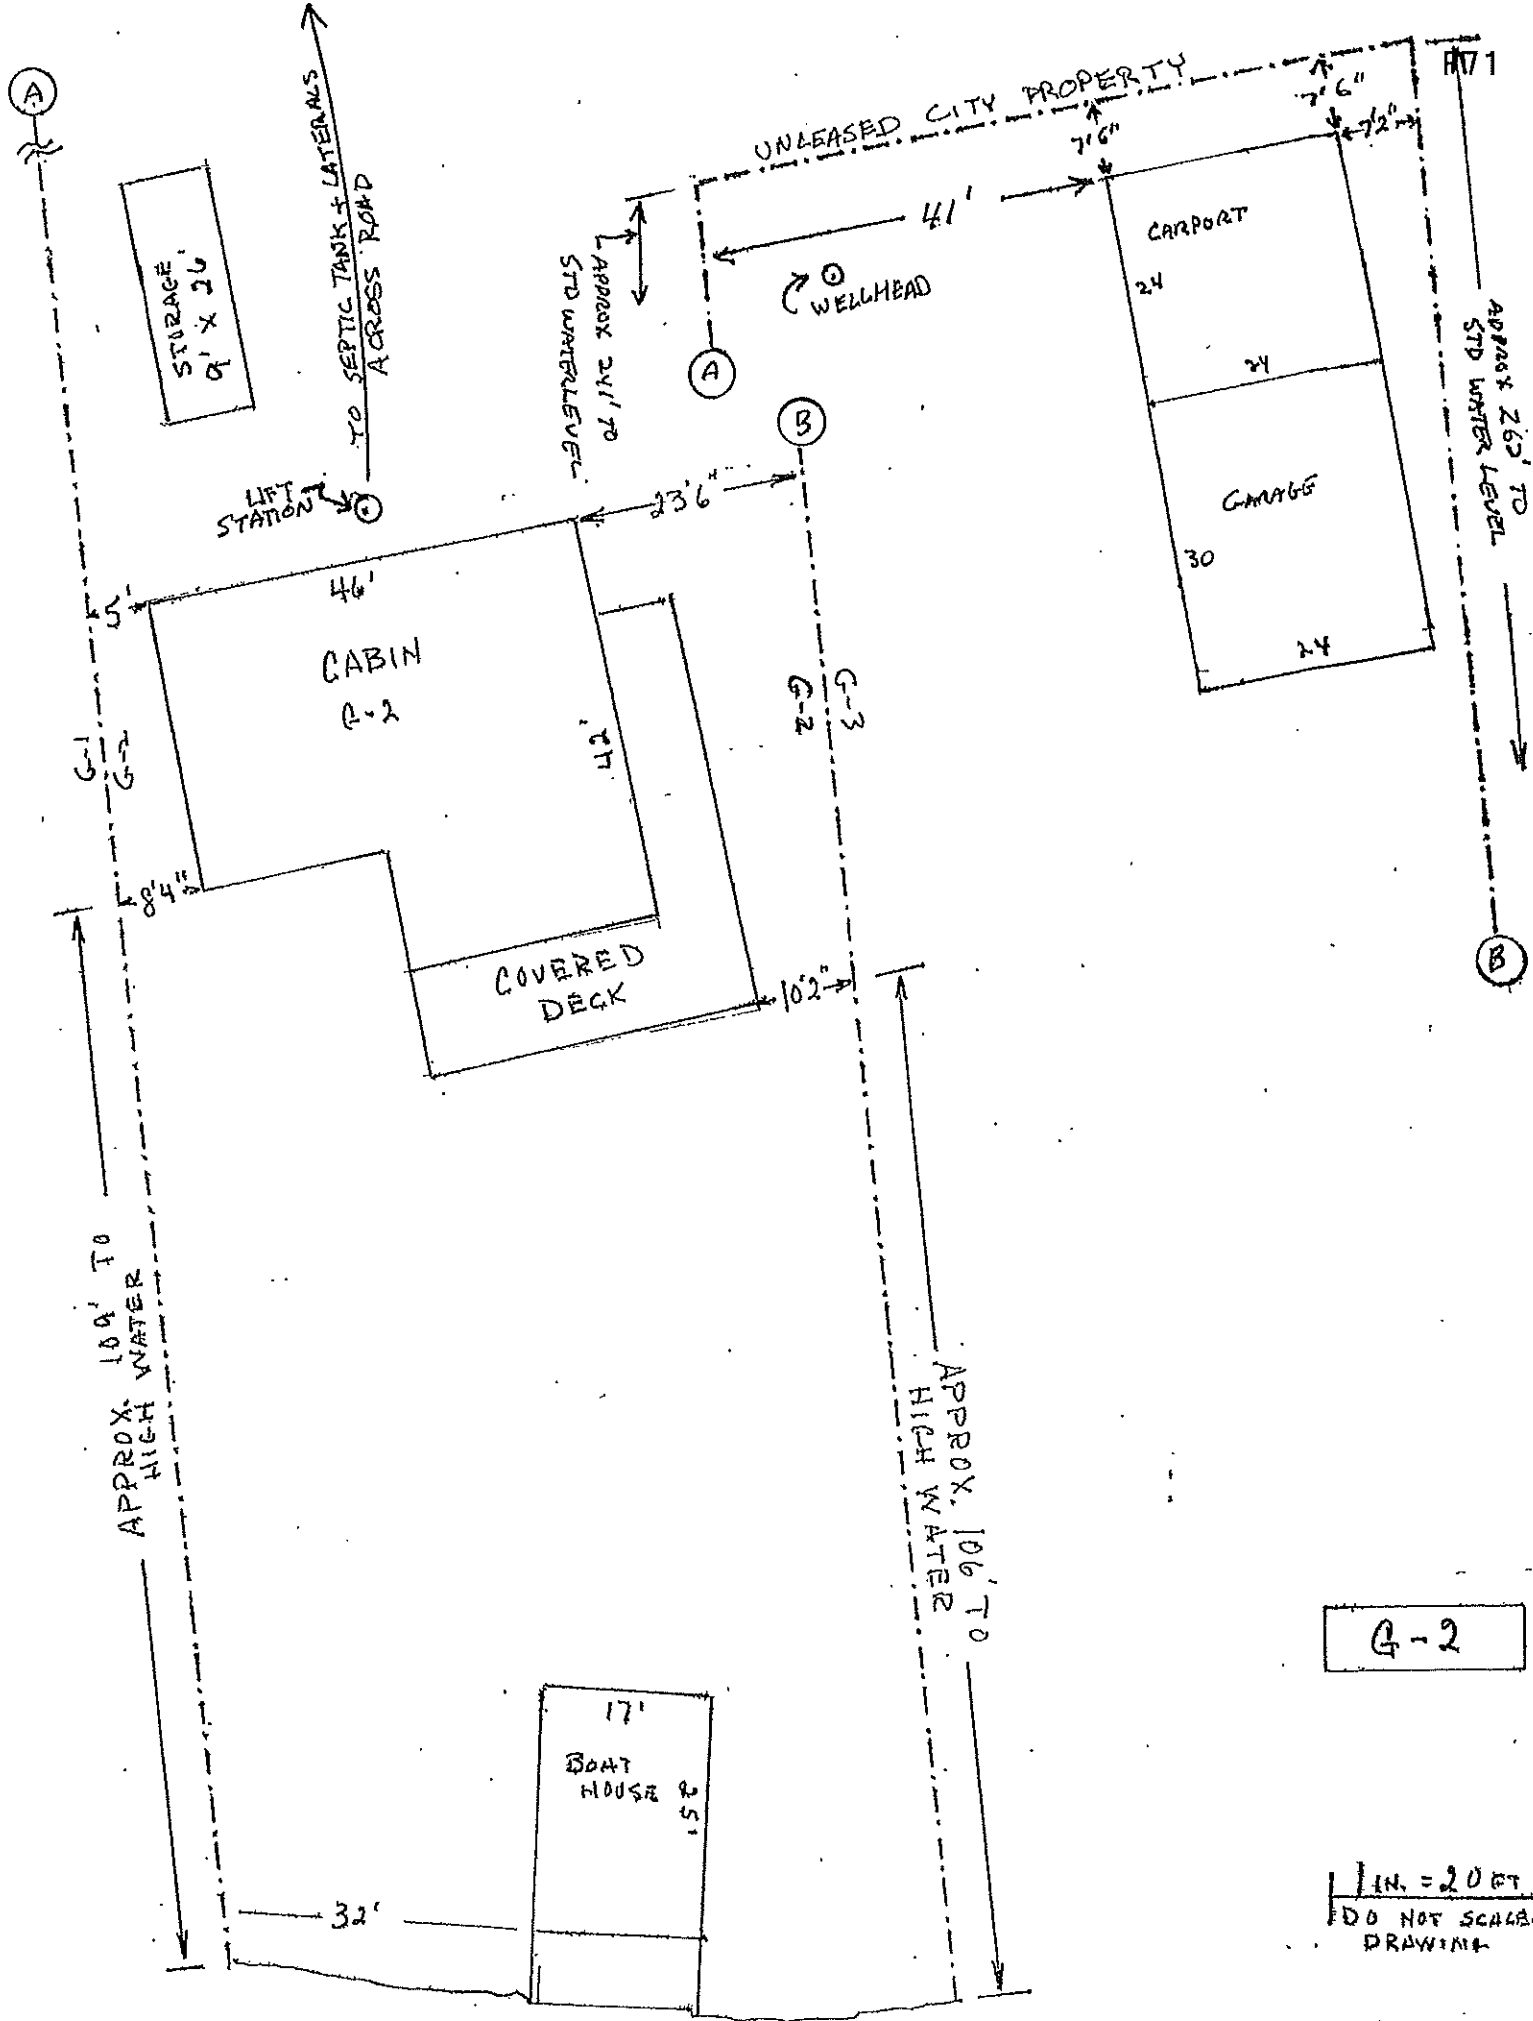 A
UNLEASED CITY PROPERTY
7'6"
7'6"
7'2"
STORAGE
9' X 26'
TO SEPTIC TANK + LATERALS
ACROSS ROAD
APPROX 241' TO
STD WATERLEVEL
41'
WELLHEAD
A
CARPORT
24
24
GARAGE
30
24
APPROX 260' TO
STD WATER LEVEL
B
B
LIFT
STATION
23'6"
5'
46'
CABIN
G-2
42'
G-1
G-2
G-3
G-2
8'4"
COVERED
DECK
10'2"
APPROX. 109' TO
HIGH WATER
APPROX. 106' TO
HIGH WATER
G-2
17'
BOAT
HOUSE
25'
32'
1 IN. = 20 FT
DO NOT SCALE
DRAWING